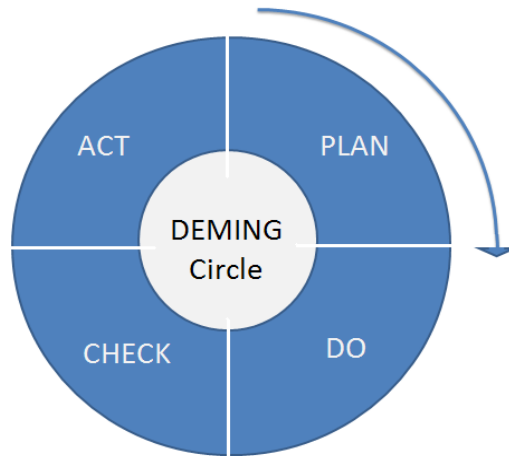 ACT
PLAN
DEMING
Circle
CHECK
DO